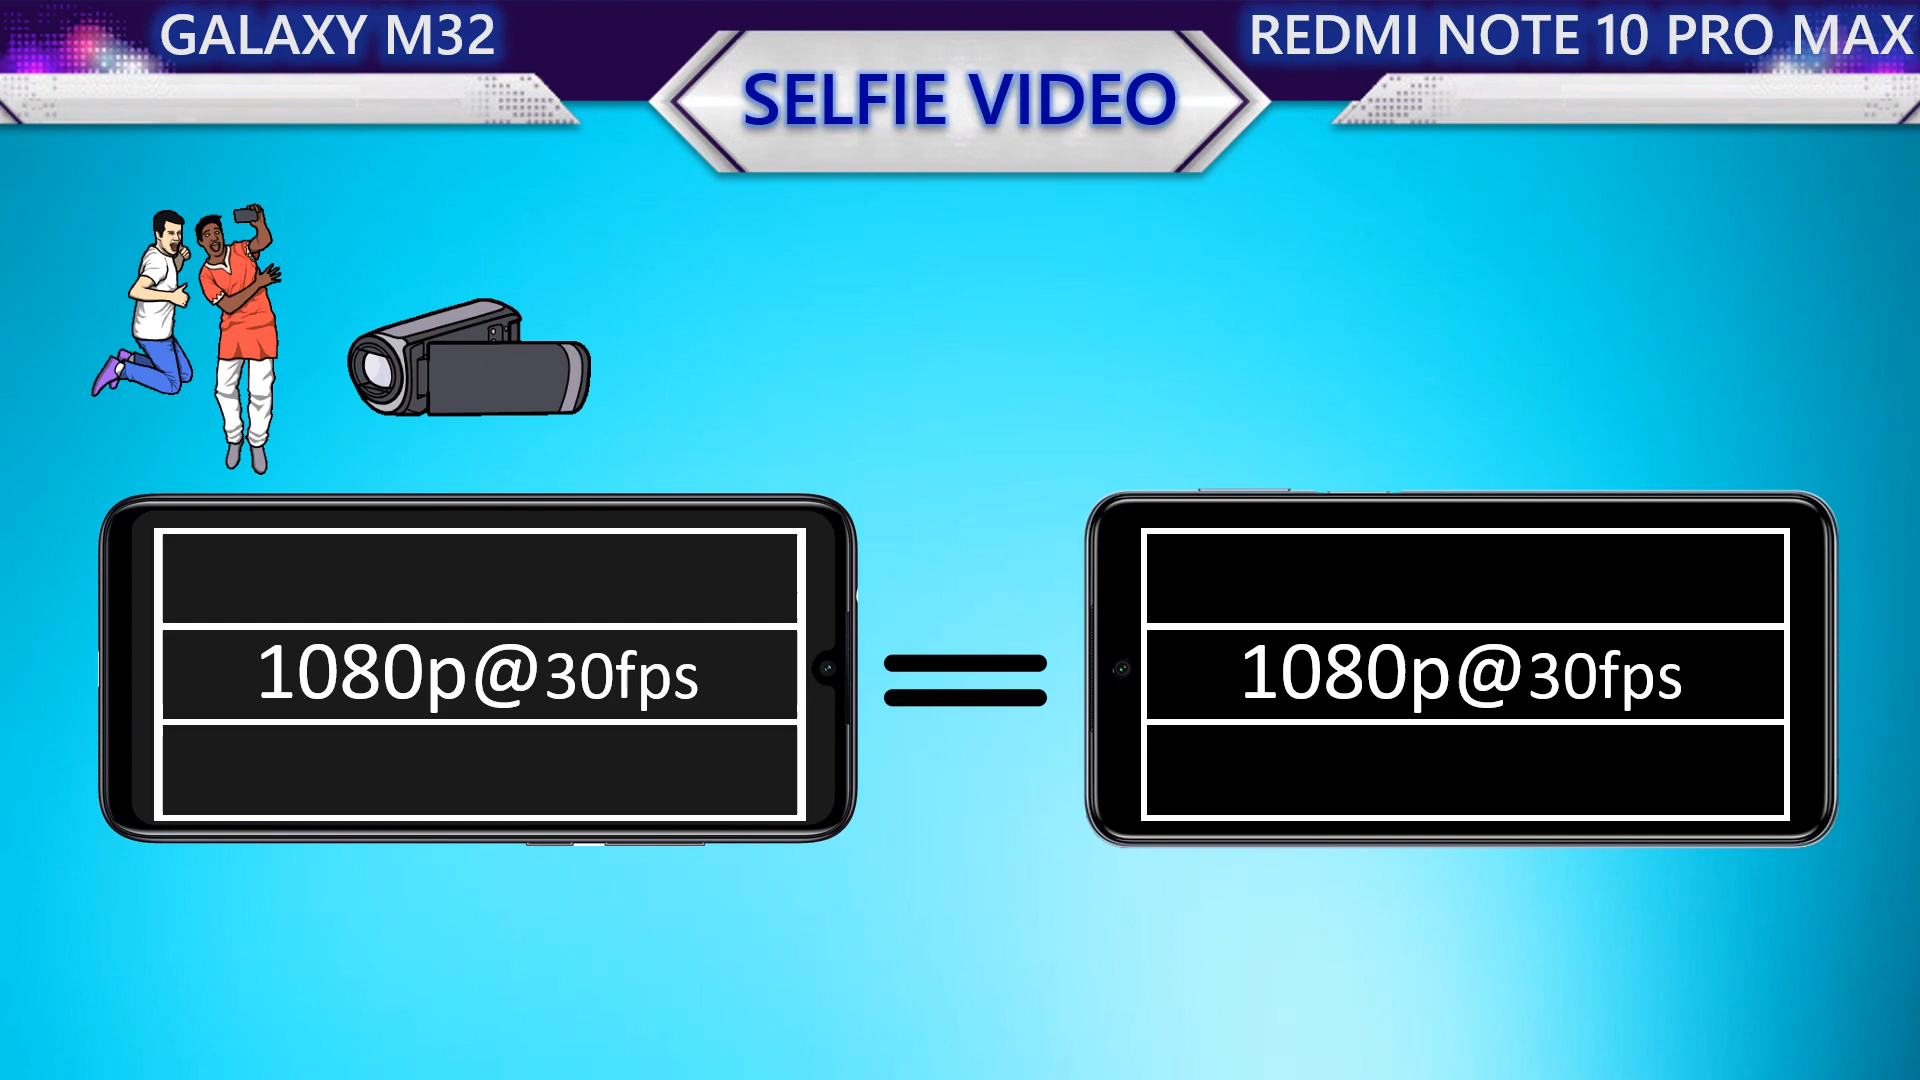 GALAXY M32
SELFIE VIDEO
REDMI NOTE 10 PRO MAX
1080p@30fps
1080p@30fps